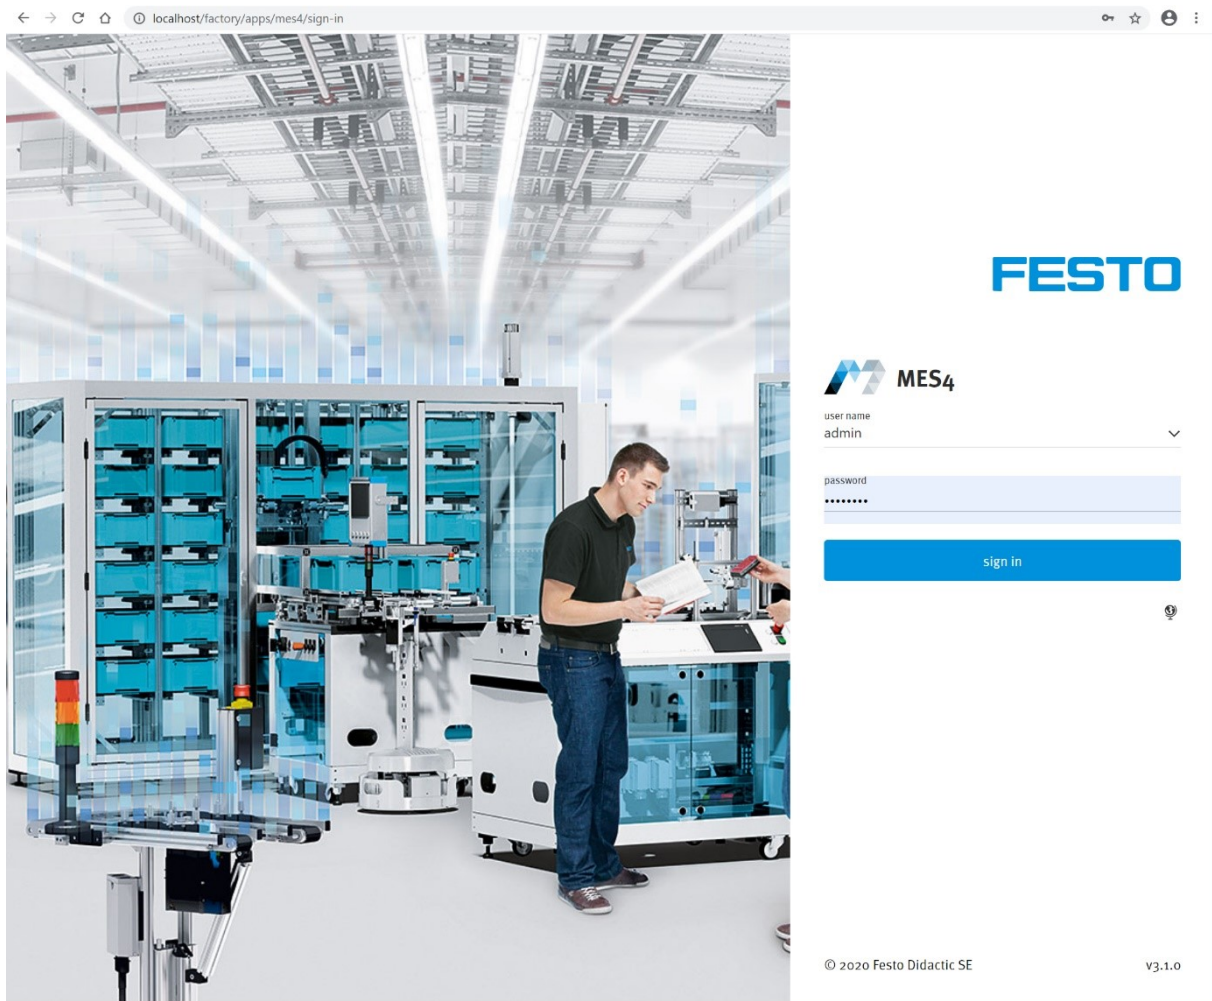 localhost/factory/apps/mes4/sign-in
FESTO
MES4
user name
admin
password
••••••••
sign in
© 2020 Festo Didactic SE
v3.1.0